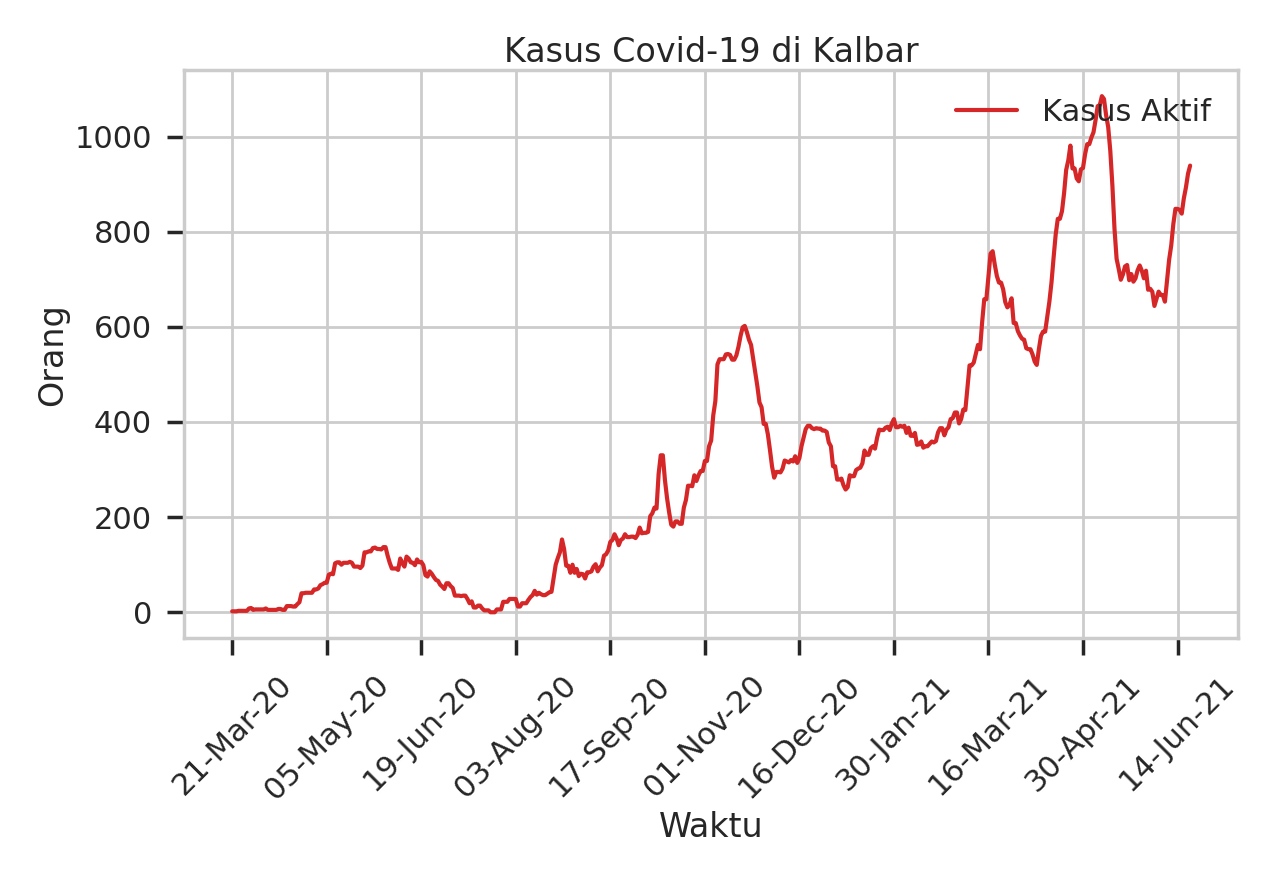 Kasus Covid-19 di Kalbar
Kasus Aktif
1000
800
600
400
200
0
Orang
21-Mar-20
05-May-20
19-Jun-20
03-Aug-20
17-Sep-20
01-Nov-20
16-Dec-20
30-Jan-21
16-Mar-21
30-Apr-21
14-Jun-21
Waktu